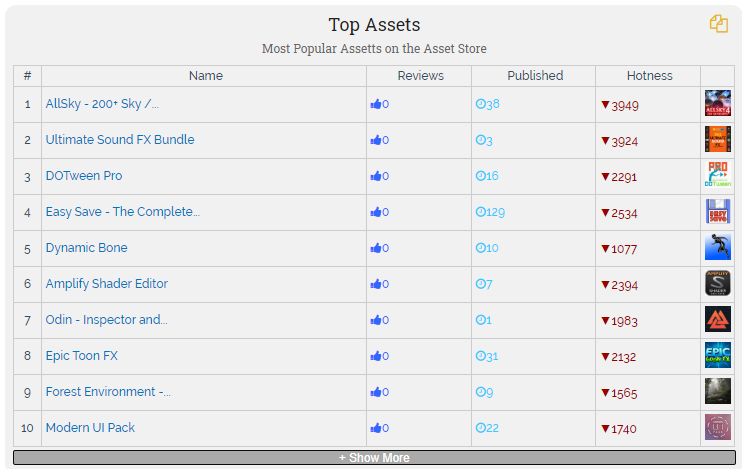 Top Assets
Most Popular Assetts on the Asset Store
# Name Reviews Published Hotness
1 AllSky - 200+ Sky /... 0 38 ▼3949
2 Ultimate Sound FX Bundle 0 3 ▼3924
3 DOTween Pro 0 16 ▼2291
PRO
DOTween
4 Easy Save - The Complete... 0 129 ▼2534
EASY
SAVE
5 Dynamic Bone 0 10 ▼1077
6 Amplify Shader Editor 0 7 ▼2394
AMPLIFY
S
SHADER
7 Odin - Inspector and... 0 1 ▼1983
8 Epic Toon FX 0 31 ▼2132
EPIC
TOON FX
9 Forest Environment -... 0 9 ▼1565
10 Modern UI Pack 0 22 ▼1740
+ Show More